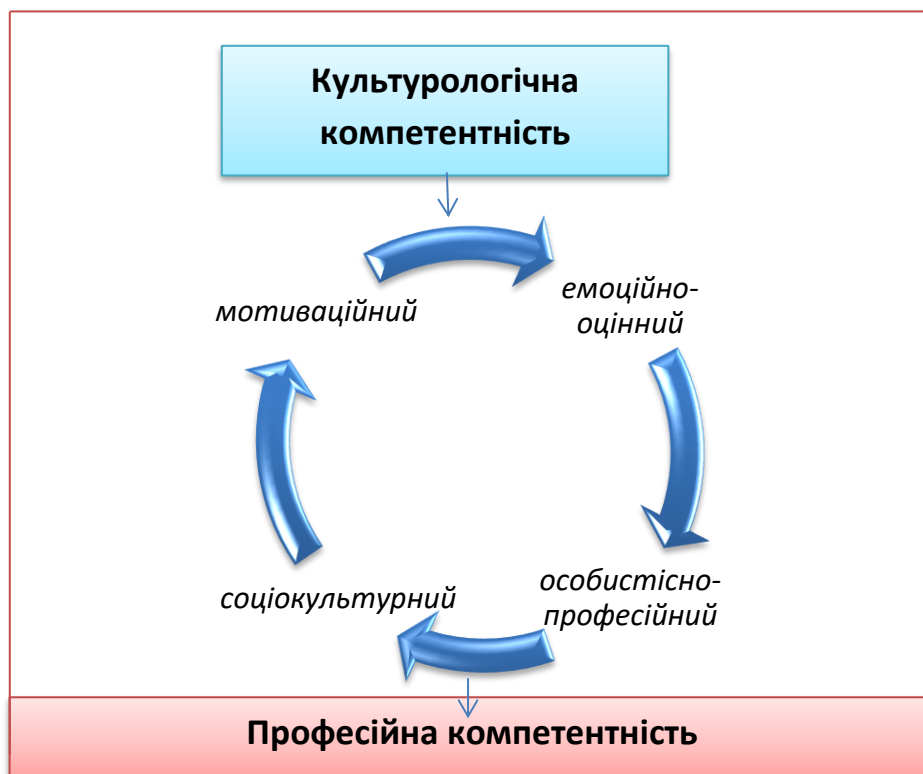 Культурологічна
компетентність
мотиваційний
емоційно-
оцінний
соціокультурний
особистісно-
професійний
Професійна компетентність